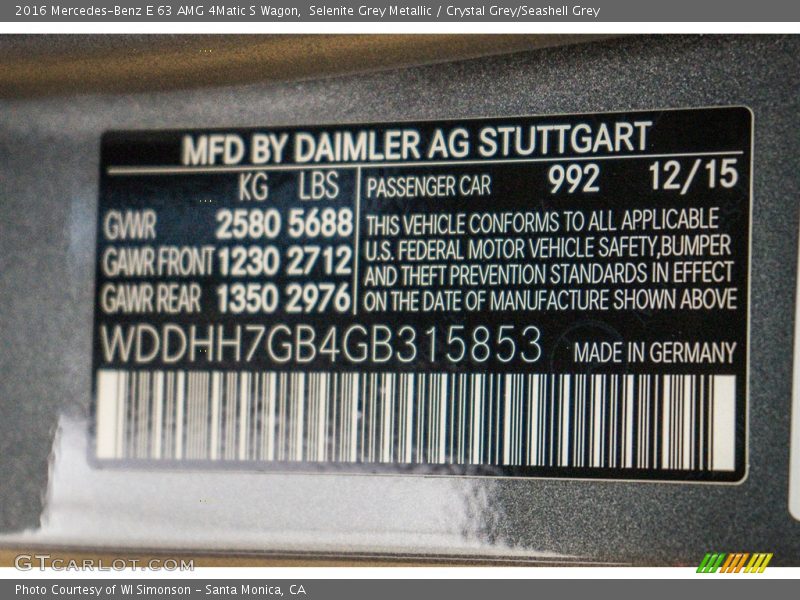 2016 Mercedes-Benz E 63 AMG 4Matic S Wagon,  Selenite Grey Metallic / Crystal Grey/Seashell Grey
MFD BY DAIMLER AG STUTTGART
KG LBS
GWR 2580 5688
GAWR FRONT 1230 2712
GAWR REAR 1350 2976
PASSENGER CAR 992 12/15
THIS VEHICLE CONFORMS TO ALL APPLICABLE
U.S. FEDERAL MOTOR VEHICLE SAFETY,BUMPER
AND THEFT PREVENTION STANDARDS IN EFFECT
ON THE DATE OF MANUFACTURE SHOWN ABOVE
WDDHH7GB4GB315853 MADE IN GERMANY
GTcarlot.com
Photo Courtesy of WI Simonson - Santa Monica, CA